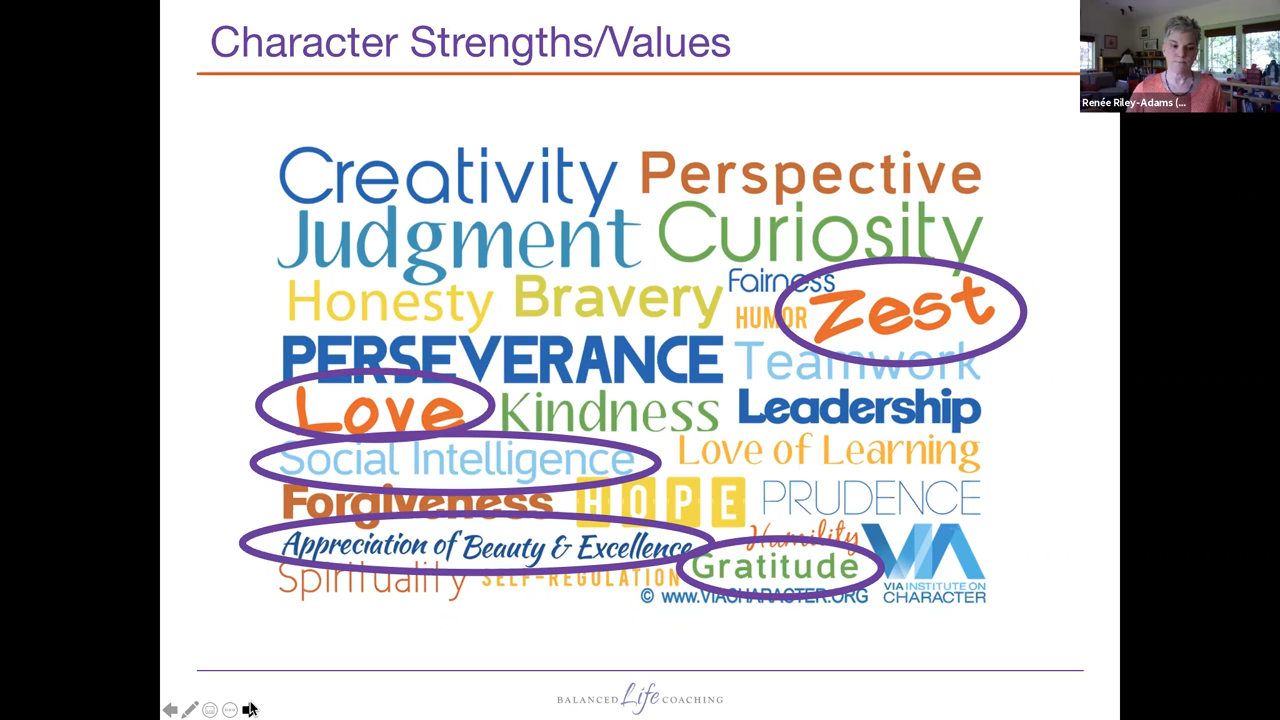 Character Strengths/Values
Renée Riley-Adams (...
Creativity Perspective
Judgment Curiosity
Honesty Bravery Fairness
HUMOR Zest
PERSEVERANCE Teamwork
Love Kindness Leadership
Social Intelligence Love of Learning
Forgiveness HOPE PRUDENCE
Appreciation of Beauty & Excellence Humility VIA
Spirituality SELF-REGULATION Gratitude
© www.VIACHARACTER.ORG
VIA INSTITUTE ON
CHARACTER
BALANCED Life COACHING